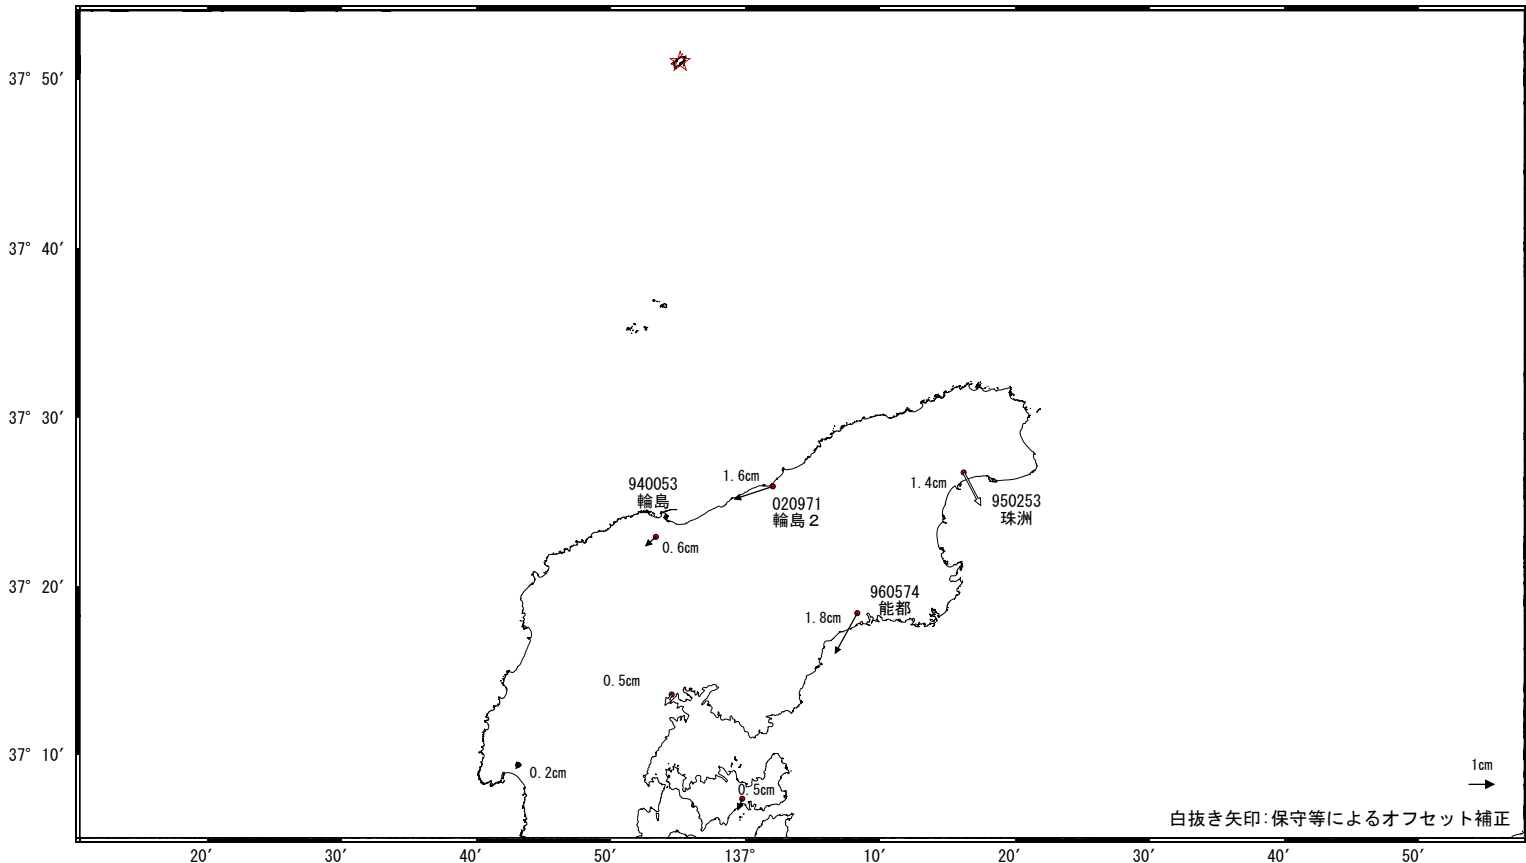 37° 50′
37° 40′
37° 30′
37° 20′
37° 10′
1.6cm
1.4cm
940053
輪島
020971
輪島２
950253
珠洲
0.6cm
960574
能都
1.8cm
0.5cm
0.2cm
0.5cm
1cm
白抜き矢印：保守等によるオフセット補正
20′ 30′ 40′ 50′ 137° 10′ 20′ 30′ 40′ 50′